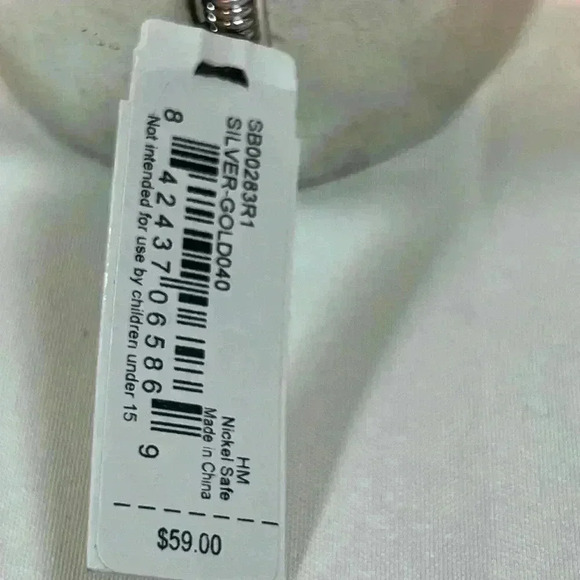 SB00283R1
SILVER-GOLD040
HM
Nickel Safe
Made in China
8 42437 06586 9
Not intended for use by children under 15
$59.00